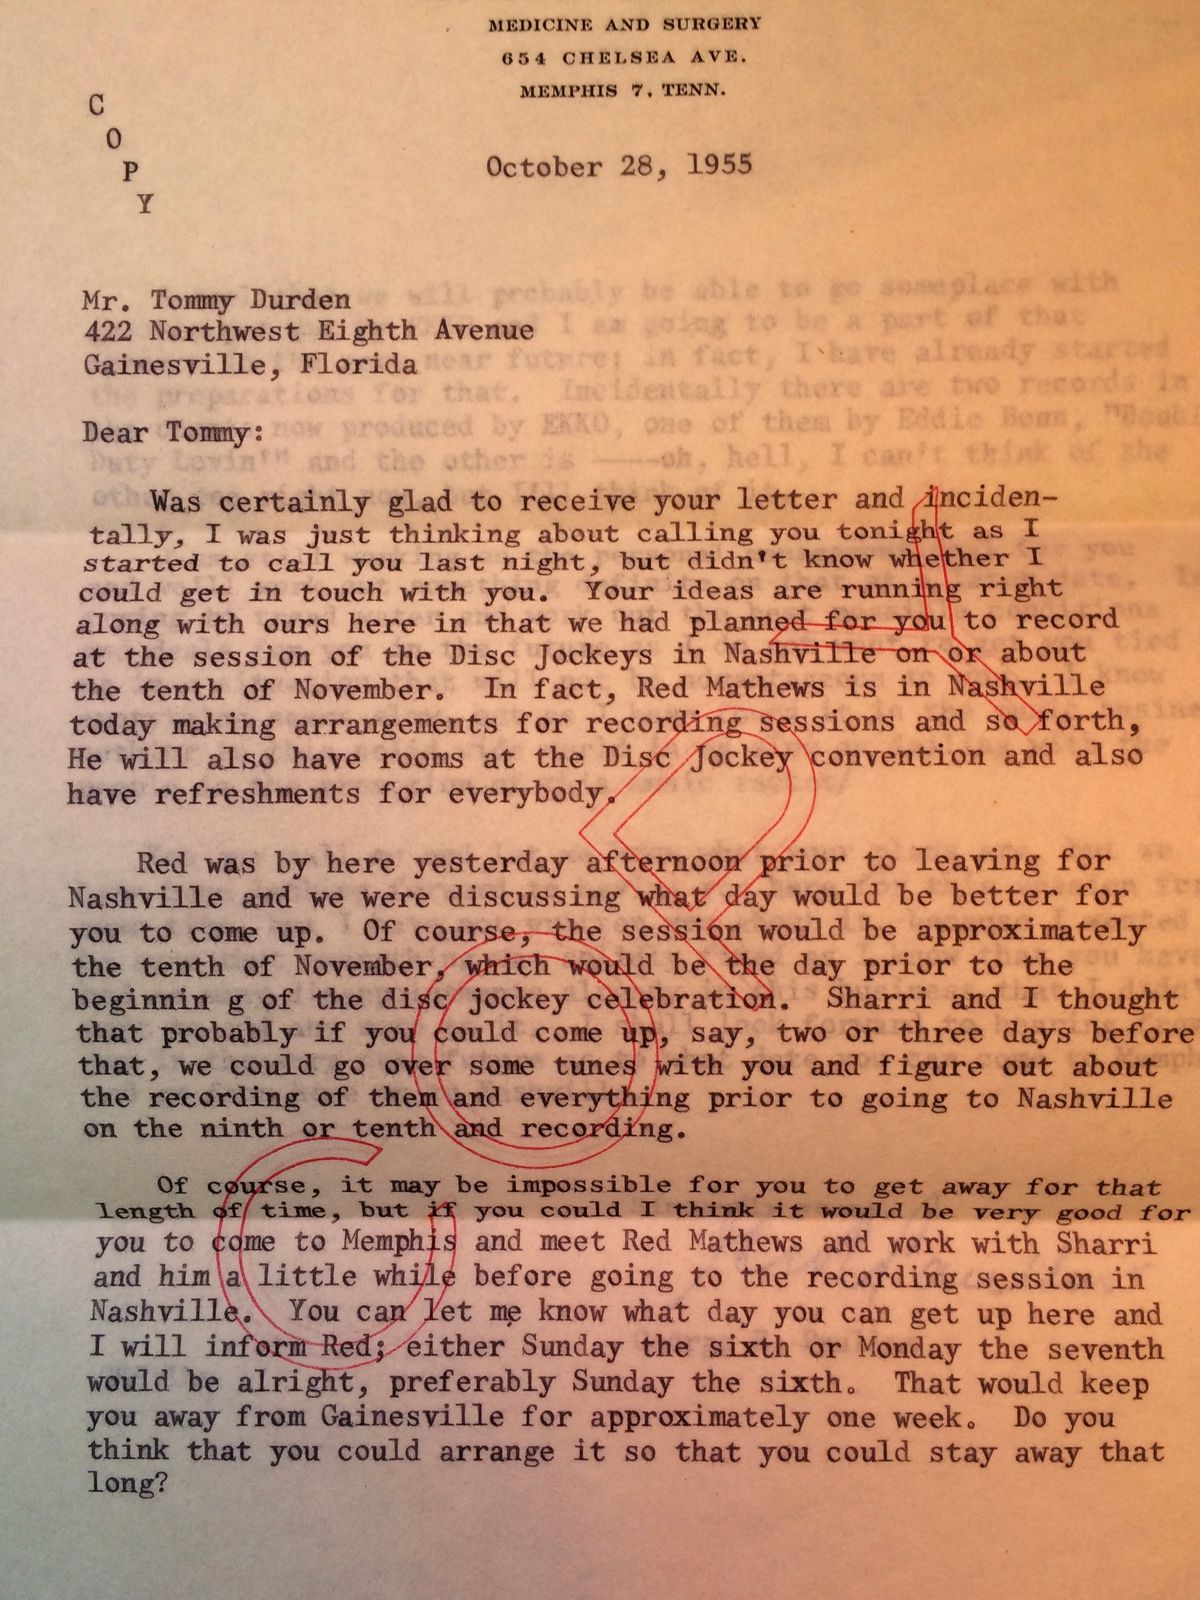 MEDICINE AND SURGERY
654 CHELSEA AVE.
MEMPHIS 7, TENN.
C
O
P
Y
October 28, 1955
Mr. Tommy Durden
422 Northwest Eighth Avenue
Gainesville, Florida
Dear Tommy:
Was certainly glad to receive your letter and inciden-
tally, I was just thinking about calling you tonight as I
started to call you last night, but didn't know whether I
could get in touch with you. Your ideas are running right
along with ours here in that we had planned for you to record
at the session of the Disc Jockeys in Nashville on or about
the tenth of November. In fact, Red Mathews is in Nashville
today making arrangements for recording sessions and so forth,
He will also have rooms at the Disc Jockey convention and also
have refreshments for everybody.
Red was by here yesterday afternoon prior to leaving for
Nashville and we were discussing what day would be better for
you to come up. Of course, the session would be approximately
the tenth of November, which would be the day prior to the
beginnin g of the disc jockey celebration. Sharri and I thought
that probably if you could come up, say, two or three days before
that, we could go over some tunes with you and figure out about
the recording of them and everything prior to going to Nashville
on the ninth or tenth and recording.
Of course, it may be impossible for you to get away for that
length of time, but if you could I think it would be very good for
you to come to Memphis and meet Red Mathews and work with Sharri
and him a little while before going to the recording session in
Nashville. You can let me know what day you can get up here and
I will inform Red; either Sunday the sixth or Monday the seventh
would be alright, preferably Sunday the sixth. That would keep
you away from Gainesville for approximately one week. Do you
think that you could arrange it so that you could stay away that
long?
COPY